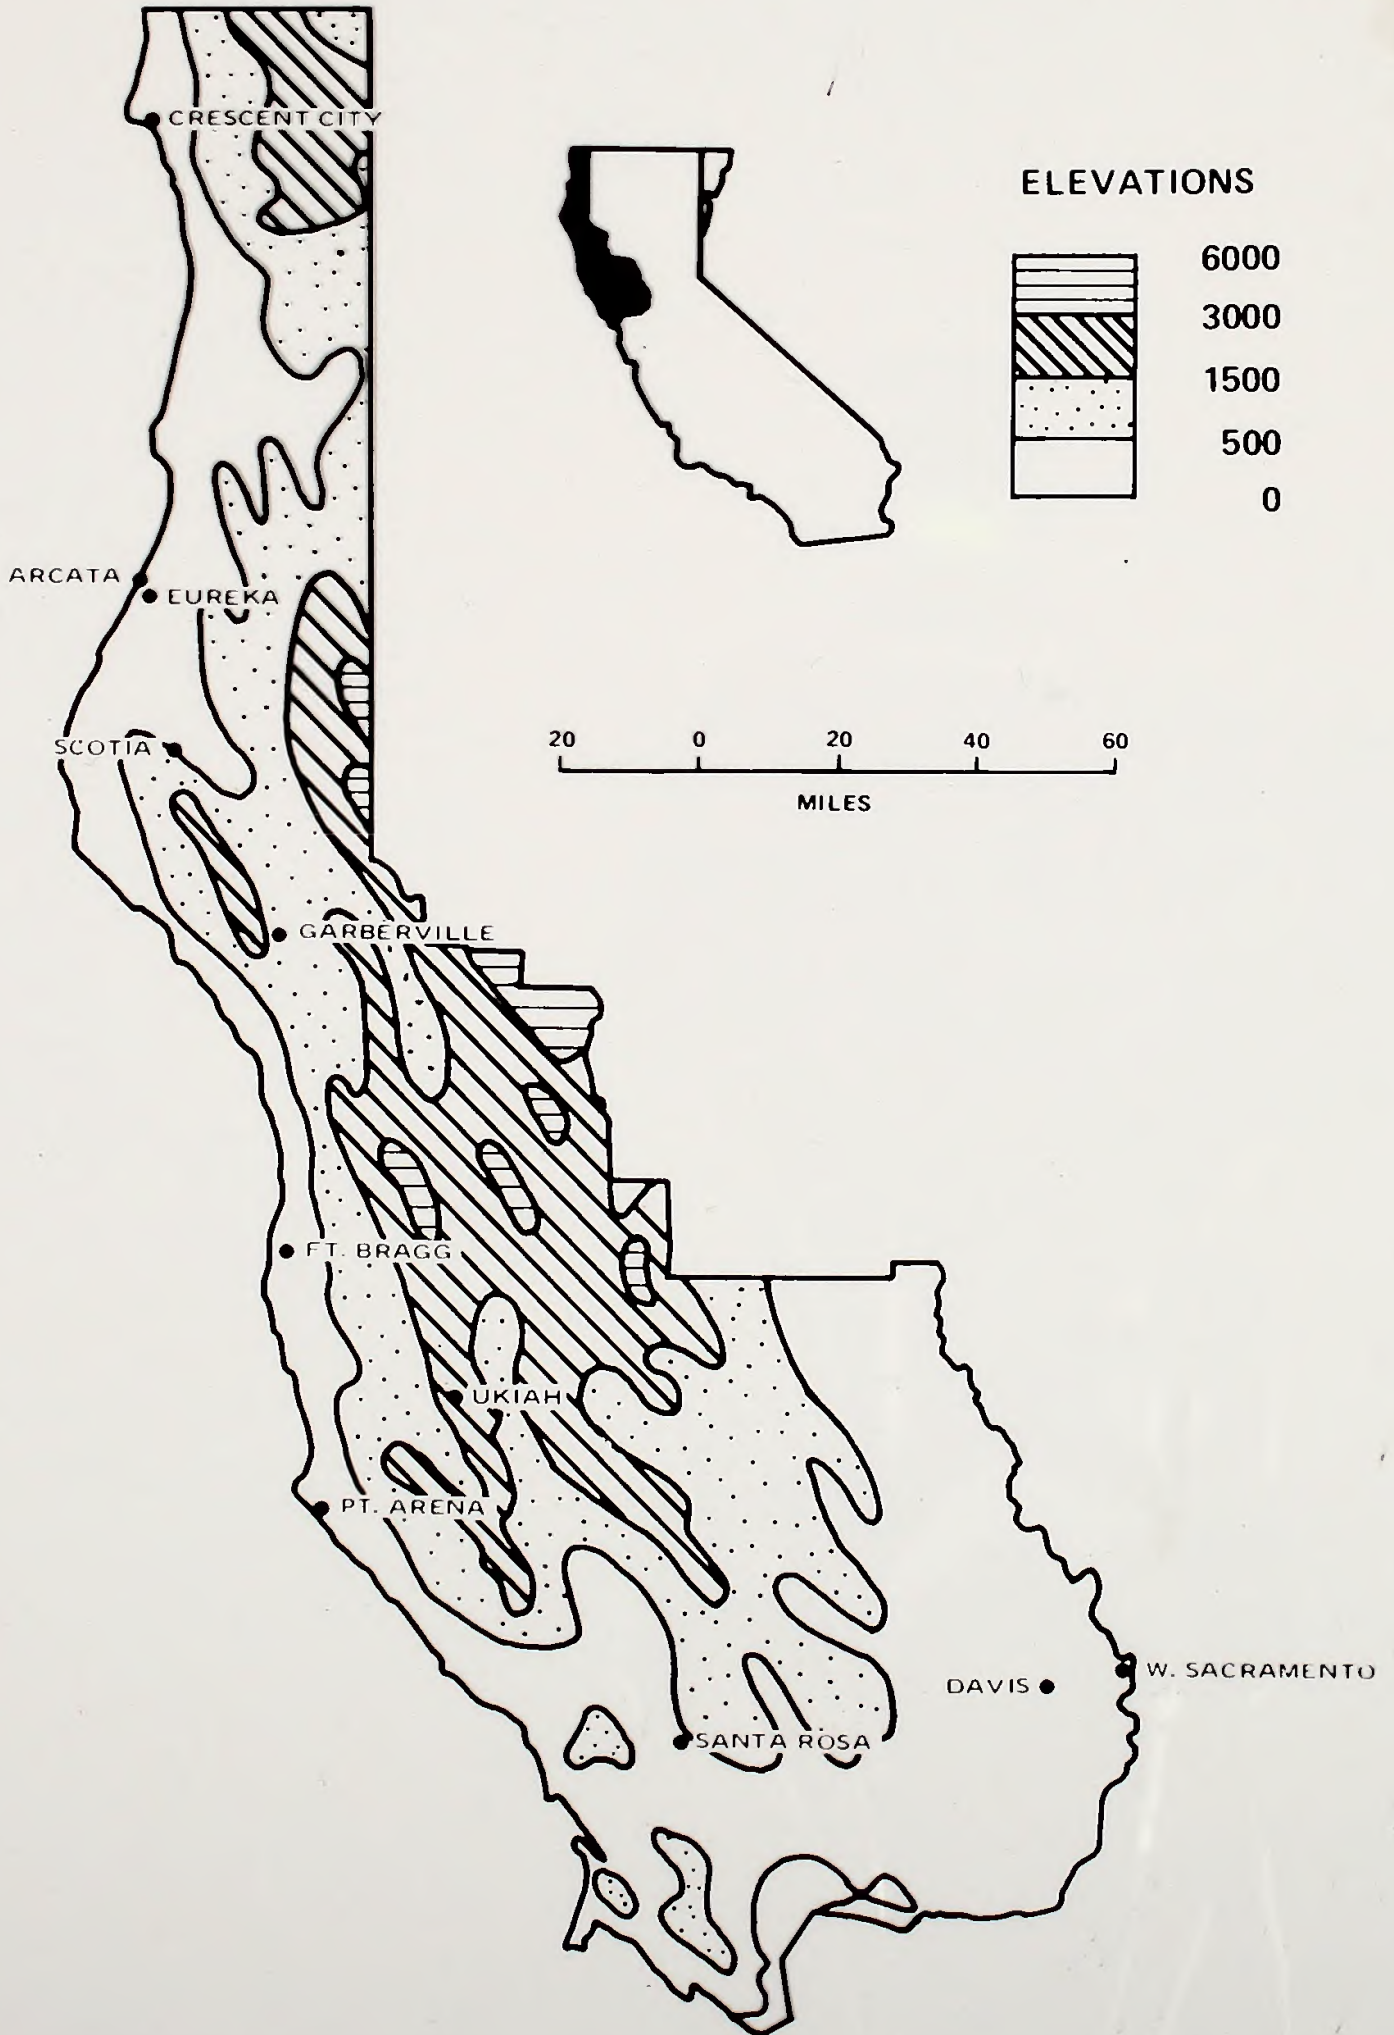 CRESCENT CITY
ELEVATIONS
6000
3000
1500
500
0
ARCATA
EUREKA
SCOTIA
20 0 20 40 60
MILES
GARBERVILLE
FT. BRAGG
UKIAH
PT. ARENA
W. SACRAMENTO
DAVIS
SANTA ROSA